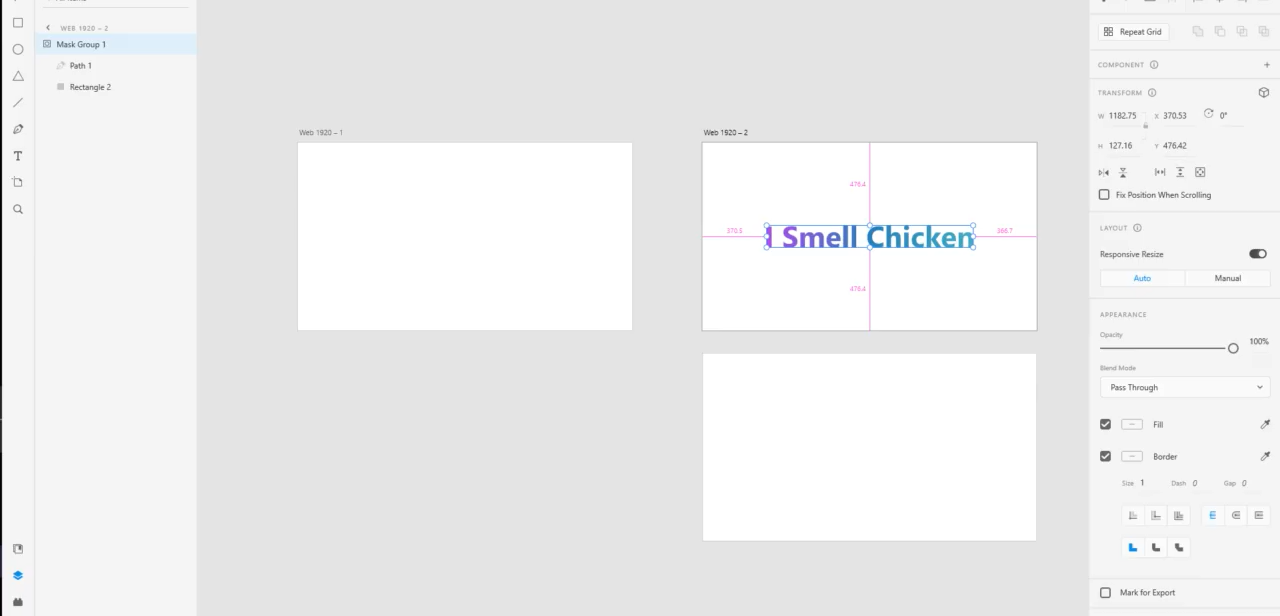 WEB 1920 – 2
Mask Group 1
Path 1
Rectangle 2
Web 1920 – 1
Web 1920 – 2
476.4
370.5
366.7
I Smell Chicken
476.4
Repeat Grid
COMPONENT
TRANSFORM
W 1182.75 X 370.53 0°
H 127.16 Y 476.42
Fix Position When Scrolling
LAYOUT
Responsive Resize
Auto Manual
APPEARANCE
Opacity
100%
Blend Mode
Pass Through
Fill
Border
Size 1 Dash 0 Gap 0
Mark for Export